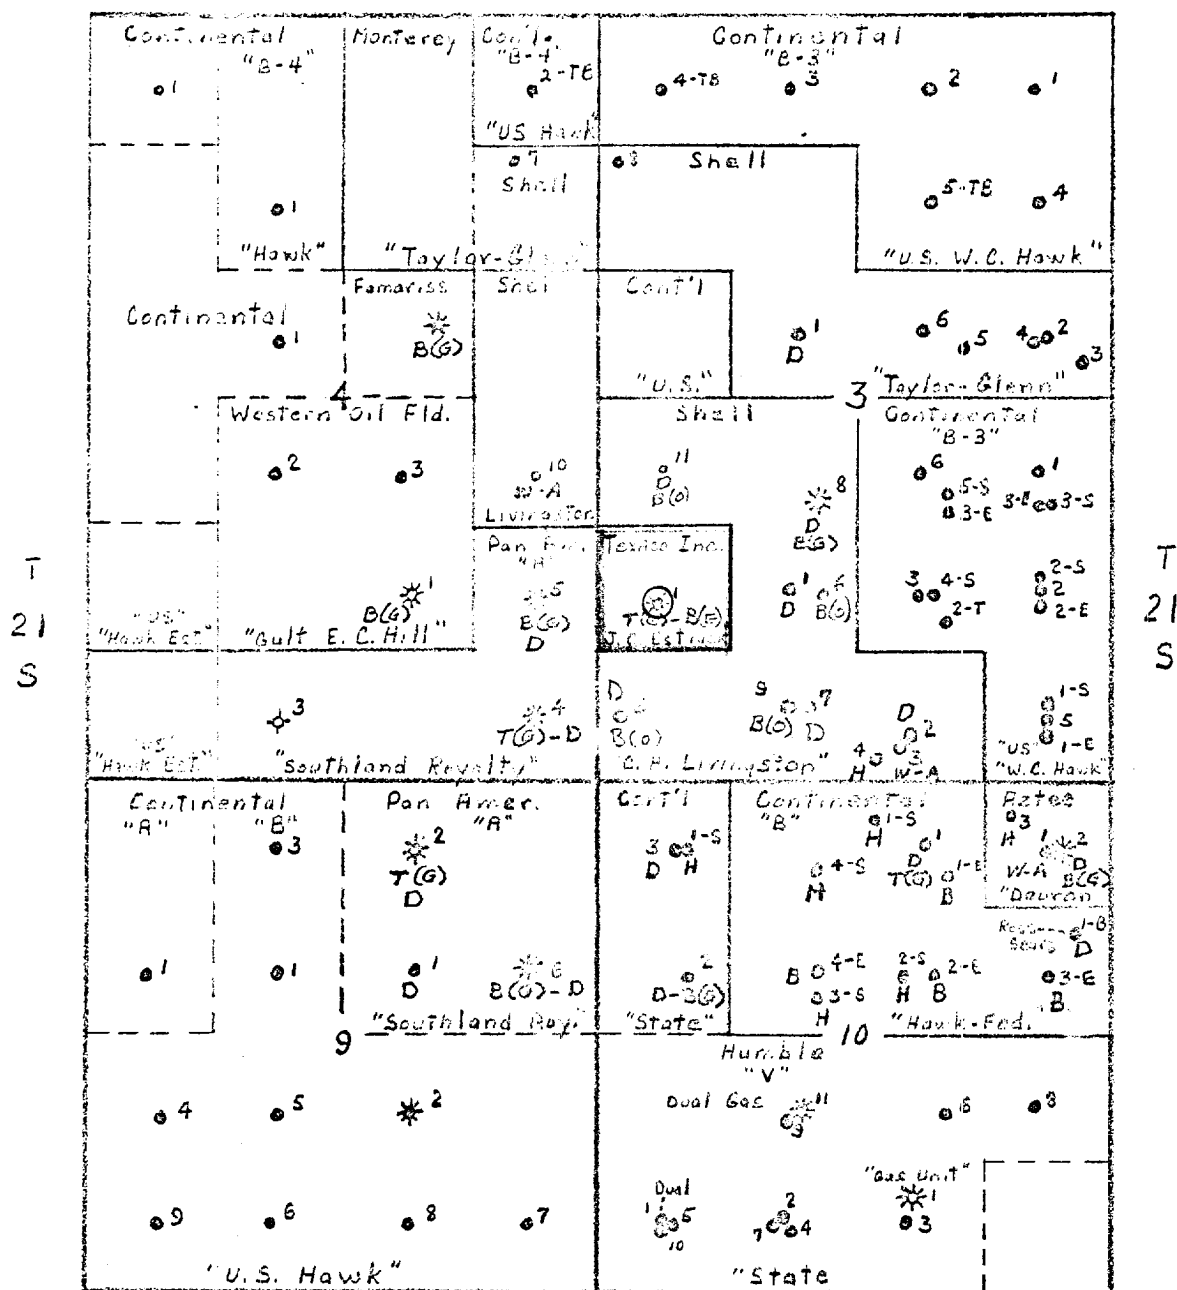 Continental
"B-4"
1
Monterey
Con'l.
"B-4"
2-TB
"US Hawk"
Continental
"B-3"
4-TB
3
2
1
1
"Hawk"
7
Shell
"Taylor-Glenn"
8
Shell
5-TB
4
"U.S. W.C. Hawk"
Continental
1
Famariss
B(G)
Shel
Cont'l
"U.S."
1
D
6
5
4
2
3
"Taylor-Glenn"
4
3
Western Oil Fld.
2
3
10
W-A
Livingston
Shell
11
D
B(O)
8
D
B(G)
Continental
"B-3"
6
1
5-S
3-E
3-E
3-S
T
21
S
"US"
"Hawk Est."
B(G)
1
"Gulf E.C. Hill"
Pan Am.
"A"
5
B(G)
D
Texaco Inc.
1
T(G)-B(G)
1
D
6
B(O)
3
4-S
2-T
2-S
2
2-E
T
21
S
"US"
"Hawk Est."
3
"Southland Royalty"
4
T(G)-D
D
B(O)
9
B(O)
7
D
D
2
4
H
3
W-A
"C.H. Livingston"
1-S
5
1-E
"US"
"W.C. Hawk"
Continental
"A"
"B"
3
Pan Amer.
"A"
2
T(G)
D
Cont'l
3
D
1-S
H
Continental
"B"
1-S
H
4-S
H
1
D
T(G)
1-E
B
Aztec
3
H
1
W-A
2
D
B(G)
"Dauron"
1-B
D
1
1
1
D
6
B(G)-D
"Southland Roy."
2
D-B(G)
"State"
B
4-E
3-S
H
2-S
H
2-E
B
3-E
B
"Hawk-Fed."
9
10
Humble
"V"
4
5
2
Dual Gas
11
9
6
8
9
6
8
7
"U.S. Hawk"
Dual
1
5
10
2
7
4
"Gas Unit"
1
3
"State